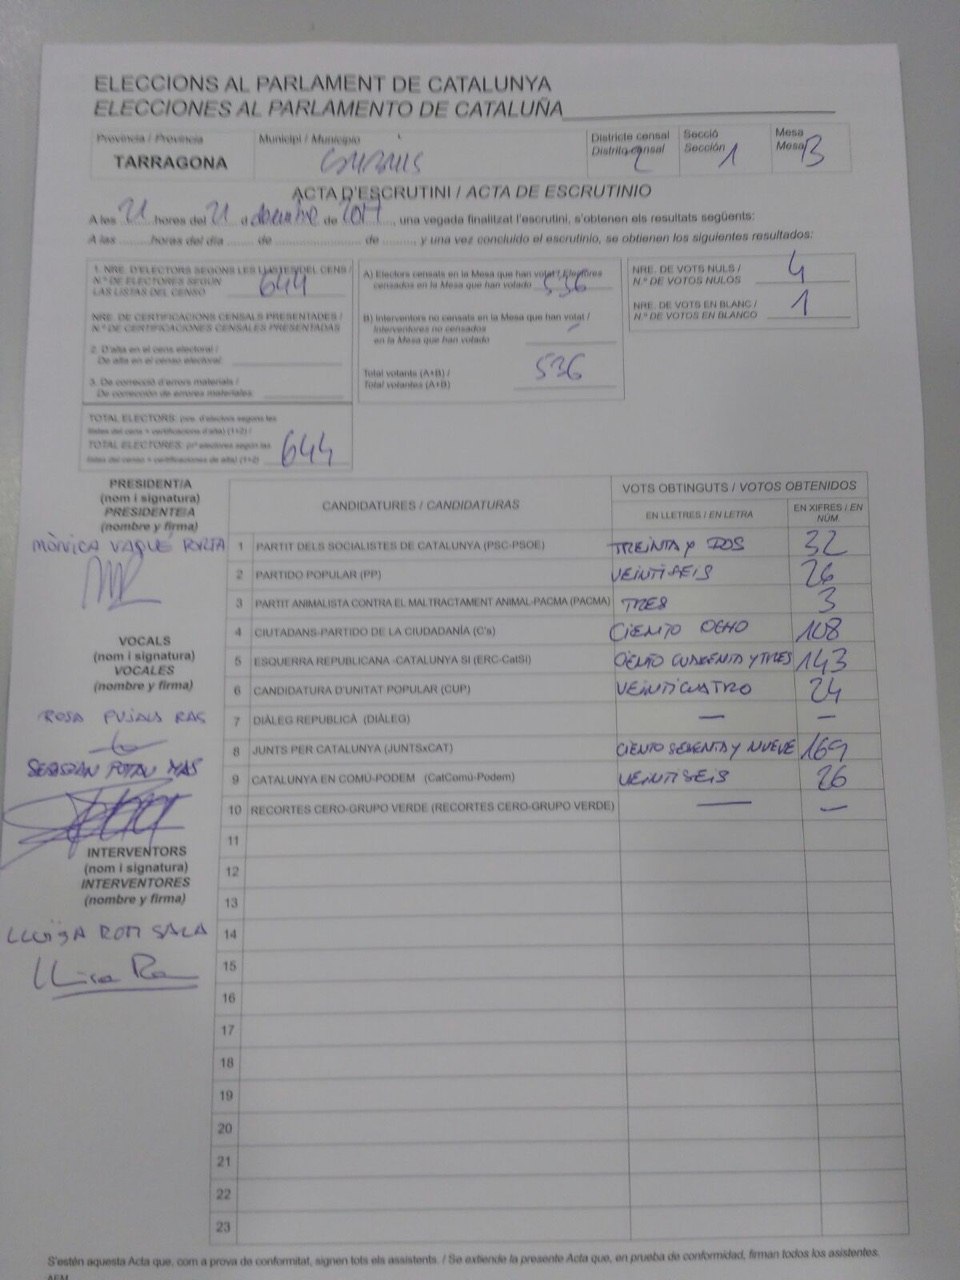 ELECCIONS AL PARLAMENT DE CATALUNYA
ELECCIONES AL PARLAMENTO DE CATALUÑA
Província / Provincia
TARRAGONA
Municipi / Municipio
Districte censal
Distrito censal
2
Secció
Sección
1
Mesa
Mesa
B
ACTA D'ESCRUTINI / ACTA DE ESCRUTINIO
A les 21 hores del 21 d desembre de 2017, una vegada finalitzat l'escrutini, s'obtenen els resultats següents:
A las ........ horas del día ....... de ........................ de ........, y una vez concluido el escrutinio, se obtienen los siguientes resultados:
1. NRE. D'ELECTORS SEGONS LES LLISTES DEL CENS /
N.º DE ELECTORES SEGÚN
LAS LISTAS DEL CENSO 644
NRE. DE CERTIFICACIONS CENSALS PRESENTADES /
N.º DE CERTIFICACIONES CENSALES PRESENTADAS
2. D'alta en el cens electoral /
De alta en el censo electoral:
3. De correcció d'errors materials /
De corrección de errores materiales:
TOTAL ELECTORS: (nre. d'electors segons les
llistes del cens + certificacions d'alta) (1+2) /
TOTAL ELECTORES: (nº electores según las
listas del censo + certificaciones de alta) (1+2) 644
A) Electors censats en la Mesa que han votat / Electores
censados en la Mesa que han votado 536
B) Interventors no censats en la Mesa que han votat /
Interventores no censados
en la Mesa que han votado -
Total votants (A+B) /
Total votantes (A+B) 536
NRE. DE VOTS NULS /
N.º DE VOTOS NULOS 4
NRE. DE VOTS EN BLANC /
N.º DE VOTOS EN BLANCO 1
PRESIDENT/A
(nom i signatura)
PRESIDENTE/A
(nombre y firma)
MÒNICA VAQUÉ
VOCALS
(nom i signatura)
VOCALES
(nombre y firma)
ROSA PUJALS
INTERVENTORS
(nom i signatura)
INTERVENTORES
(nombre y firma)
LLUÏSA ROM SALA
CANDIDATURES / CANDIDATURAS
VOTS OBTINGUTS / VOTOS OBTENIDOS
EN LLETRES / EN LETRA
EN XIFRES / EN NÚM.
1 PARTIT DELS SOCIALISTES DE CATALUNYA (PSC-PSOE) TREINTA Y DOS 32
2 PARTIDO POPULAR (PP) VEINTISEIS 26
3 PARTIT ANIMALISTA CONTRA EL MALTRACTAMENT ANIMAL-PACMA (PACMA) TRES 3
4 CIUTADANS-PARTIDO DE LA CIUDADANÍA (C's) CIENTO OCHO 108
5 ESQUERRA REPUBLICANA -CATALUNYA SI (ERC-CatSí) CIENTO CUARENTA Y TRES 143
6 CANDIDATURA D'UNITAT POPULAR (CUP) VEINTICUATRO 24
7 DIÀLEG REPUBLICÀ (DIÀLEG) — —
8 JUNTS PER CATALUNYA (JUNTSxCAT) CIENTO SESENTA Y NUEVE 169
9 CATALUNYA EN COMÚ-PODEM (CatComú-Podem) VEINTISEIS 26
10 RECORTES CERO-GRUPO VERDE (RECORTES CERO-GRUPO VERDE) — —
11
12
13
14
15
16
17
18
19
20
21
22
23
S'estén aquesta Acta que, com a prova de conformitat, signen tots els assistents. / Se extiende la presente Acta que, en prueba de conformidad, firman todos los asistentes.